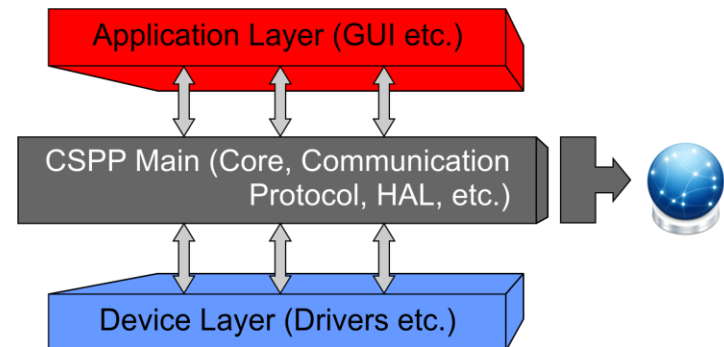 Application Layer (GUI etc.)
CSPP Main (Core, Communication
Protocol, HAL, etc.)
Device Layer (Drivers etc.)